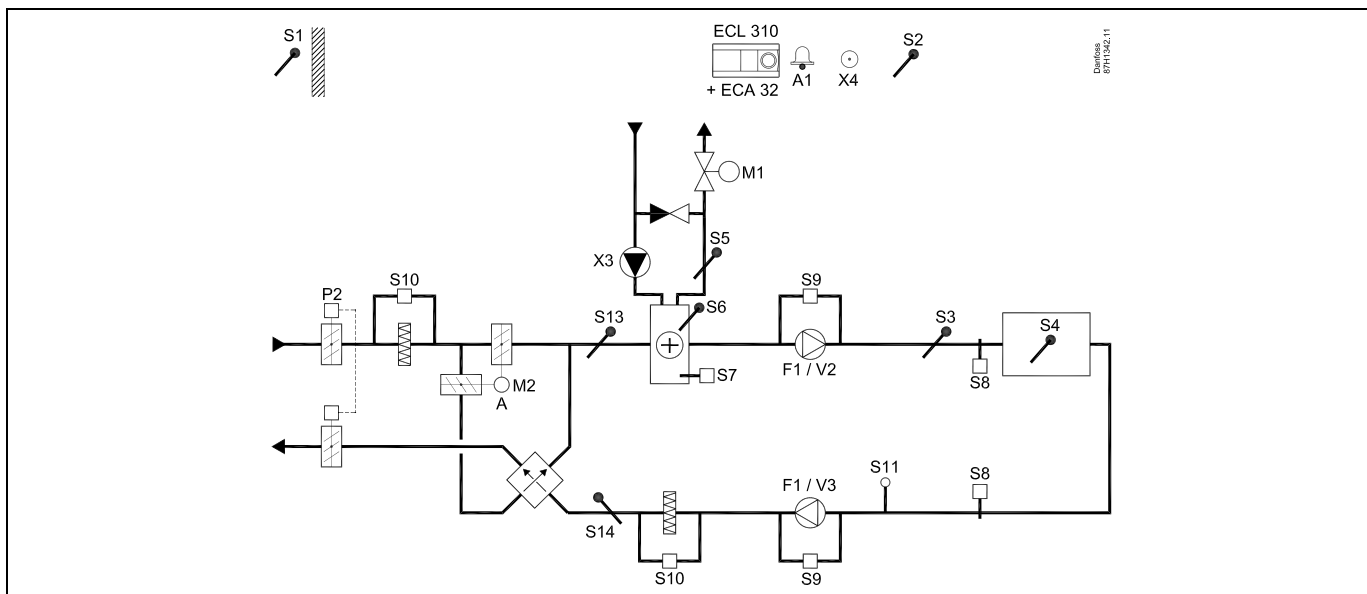 S1
ECL 310
+ ECA 32
A1
X4
S2
Danfoss
87H1342.11
M1
S5
X3
S10
P2
S13
S6
S9
S3
S4
F1 / V2
S7
S8
M2
A
S11
S8
F1 / V3
S14
S10
S9